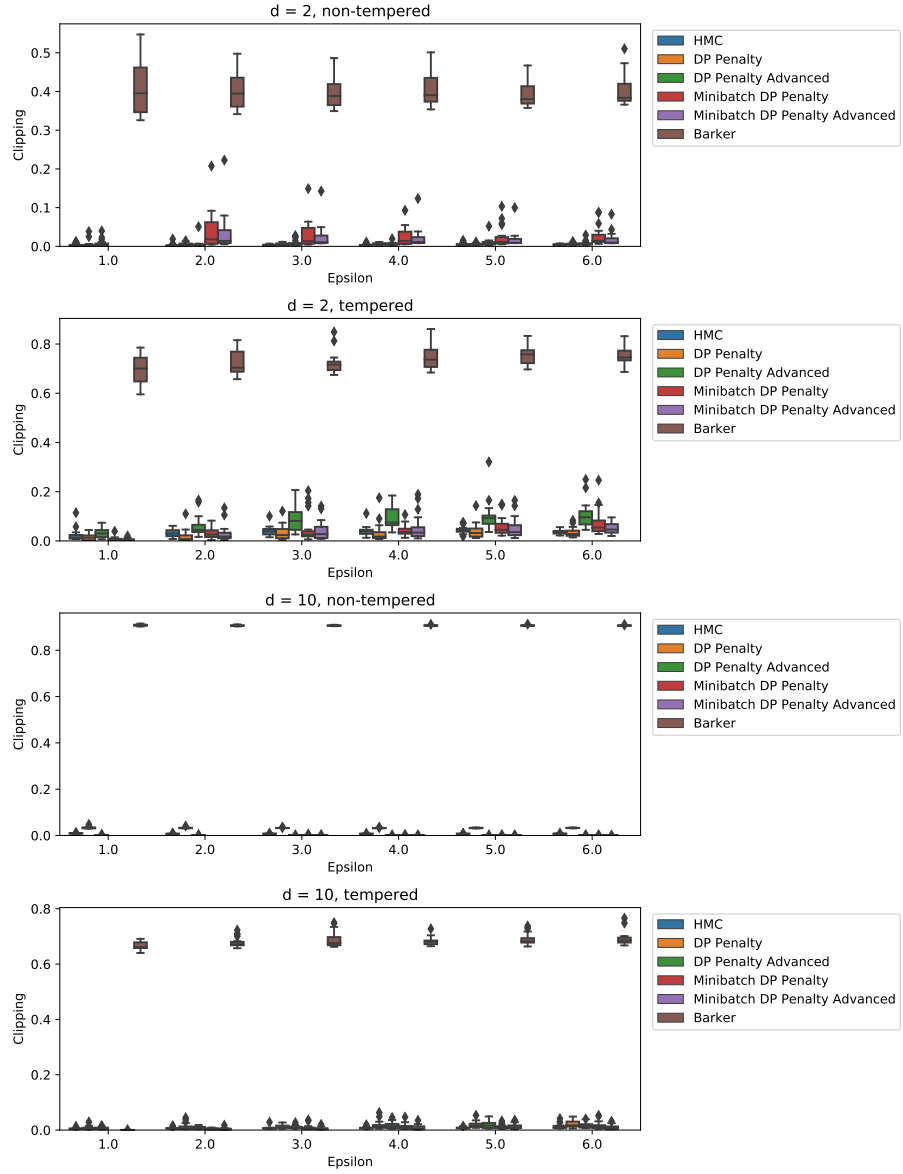 d = 2, non-tempered
0.5
0.4
0.3
0.2
0.1
0.0
Clipping
1.0 2.0 3.0 4.0 5.0 6.0
Epsilon
HMC
DP Penalty
DP Penalty Advanced
Minibatch DP Penalty
Minibatch DP Penalty Advanced
Barker
d = 2, tempered
0.8
0.6
0.4
0.2
0.0
Clipping
1.0 2.0 3.0 4.0 5.0 6.0
Epsilon
HMC
DP Penalty
DP Penalty Advanced
Minibatch DP Penalty
Minibatch DP Penalty Advanced
Barker
d = 10, non-tempered
0.8
0.6
0.4
0.2
0.0
Clipping
1.0 2.0 3.0 4.0 5.0 6.0
Epsilon
HMC
DP Penalty
DP Penalty Advanced
Minibatch DP Penalty
Minibatch DP Penalty Advanced
Barker
d = 10, tempered
0.8
0.6
0.4
0.2
0.0
Clipping
1.0 2.0 3.0 4.0 5.0 6.0
Epsilon
HMC
DP Penalty
DP Penalty Advanced
Minibatch DP Penalty
Minibatch DP Penalty Advanced
Barker